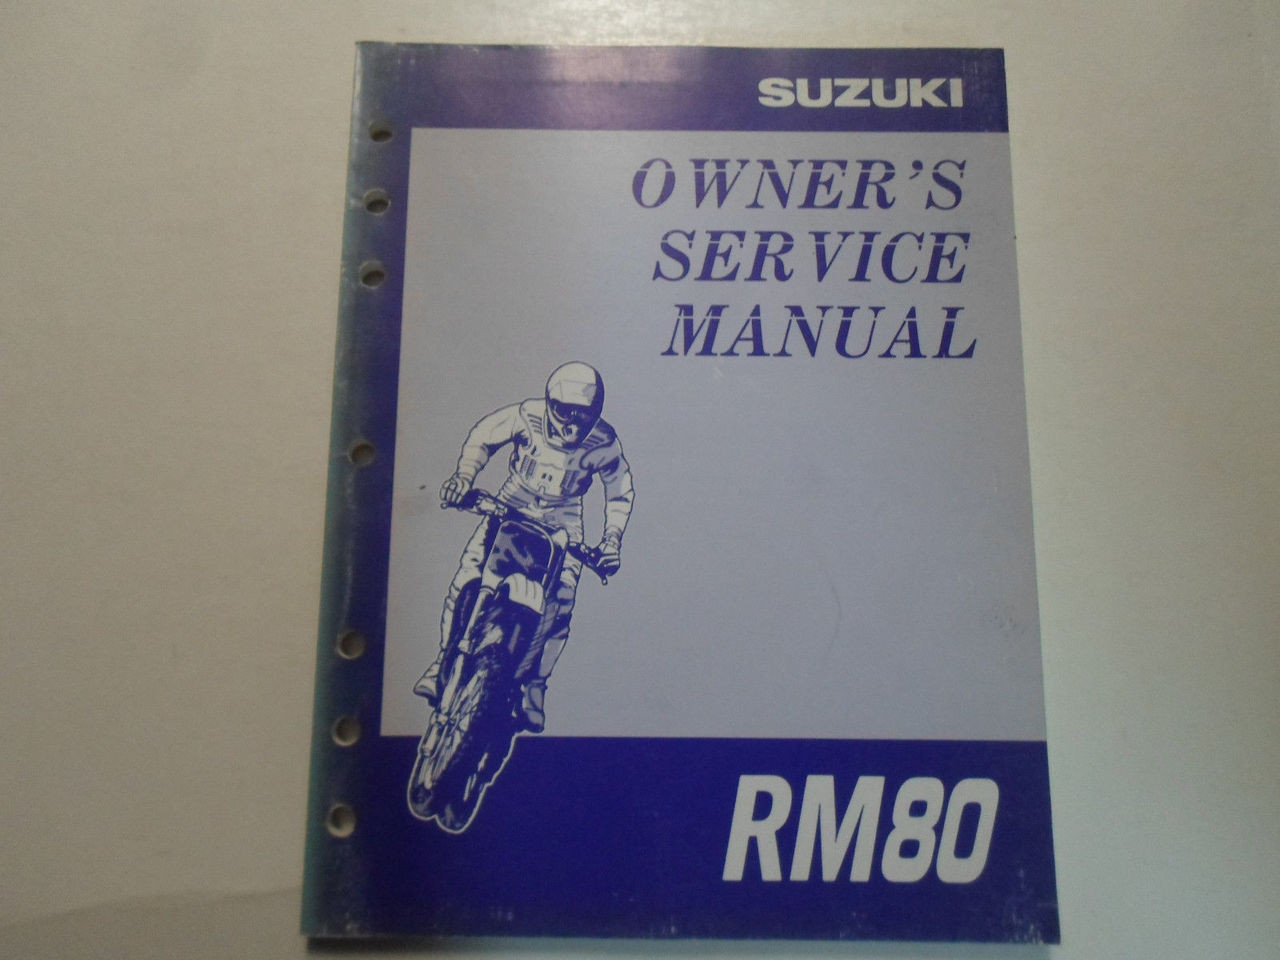 SUZUKI
OWNER'S
SERVICE
MANUAL
RM80